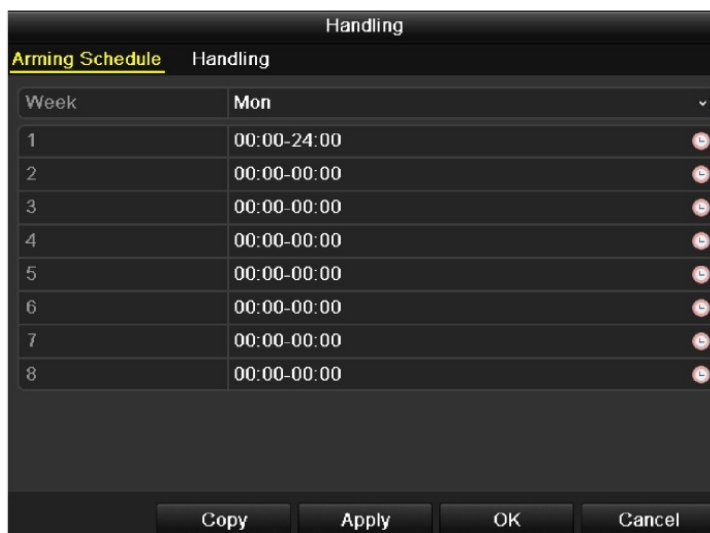 Handling
Arming Schedule Handling
Week Mon
1 00:00-24:00
2 00:00-00:00
3 00:00-00:00
4 00:00-00:00
5 00:00-00:00
6 00:00-00:00
7 00:00-00:00
8 00:00-00:00
Copy Apply OK Cancel